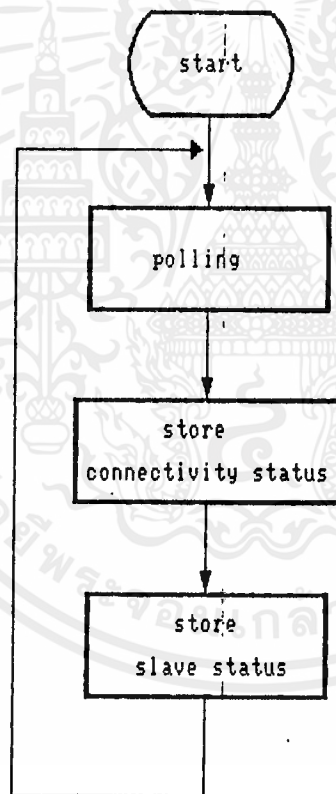 start
polling
store
connectivity status
store
slave status